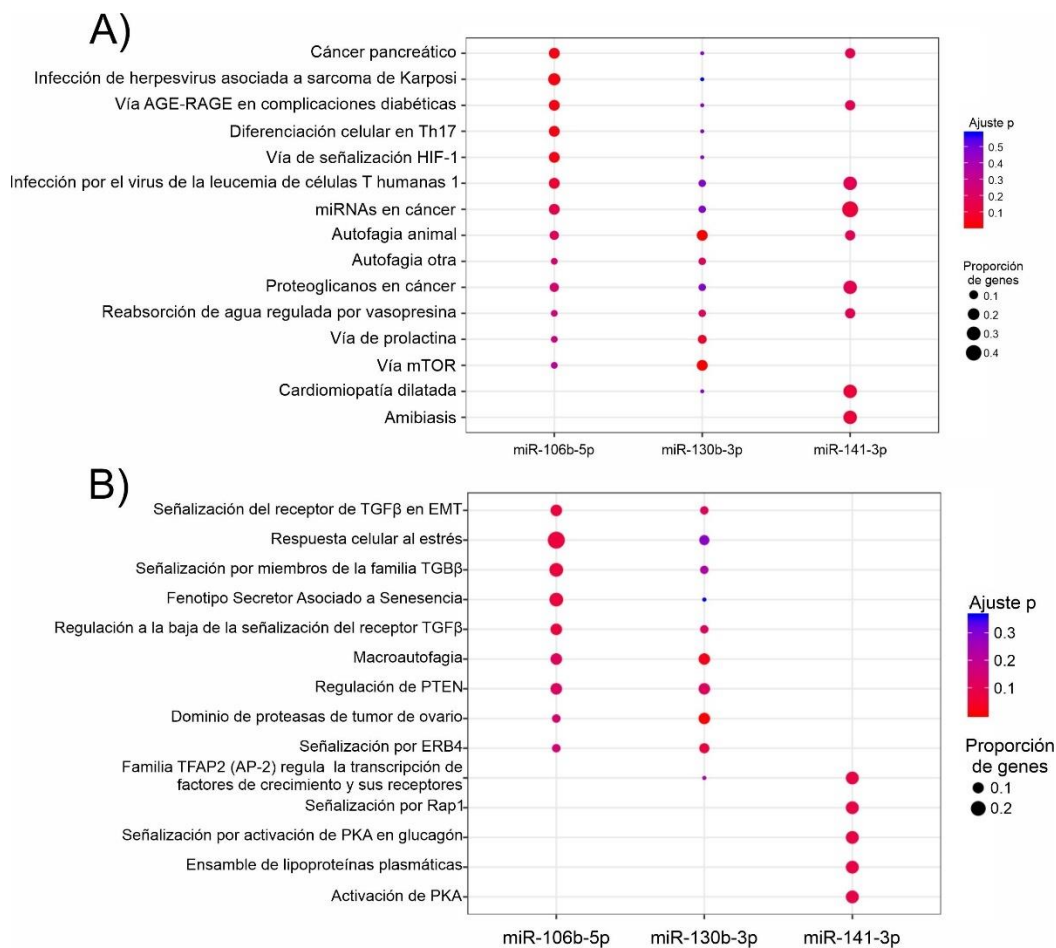 A)
Cáncer pancreático
Infección de herpesvirus asociada a sarcoma de Karposi
Vía AGE-RAGE en complicaciones diabéticas
Diferenciación celular en Th17
Vía de señalización HIF-1
Infección por el virus de la leucemia de células T humanas 1
miRNAs en cáncer
Autofagia animal
Autofagia otra
Proteoglicanos en cáncer
Reabsorción de agua regulada por vasopresina
Vía de prolactina
Vía mTOR
Cardiomiopatía dilatada
Amibiasis
miR-106b-5p miR-130b-3p miR-141-3p
Ajuste p
0.5
0.4
0.3
0.2
0.1
Proporción
de genes
0.1
0.2
0.3
0.4
B)
Señalización del receptor de TGFβ en EMT
Respuesta celular al estrés
Señalización por miembros de la familia TGBβ
Fenotipo Secretor Asociado a Senesencia
Regulación a la baja de la señalización del receptor TGFβ
Macroautofagia
Regulación de PTEN
Dominio de proteasas de tumor de ovario
Señalización por ERB4
Familia TFAP2 (AP-2) regula la transcripción de
factores de crecimiento y sus receptores
Señalización por Rap1
Señalización por activación de PKA en glucagón
Ensamble de lipoproteínas plasmáticas
Activación de PKA
miR-106b-5p miR-130b-3p miR-141-3p
Ajuste p
0.3
0.2
0.1
Proporción
de genes
0.1
0.2